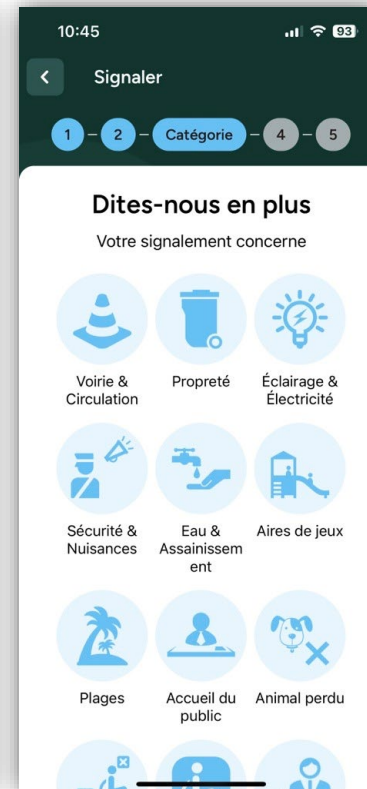 10:45
93
Signaler
1 - 2 - Catégorie - 4 - 5
Dites-nous en plus
Votre signalement concerne
Voirie &
Circulation
Propreté
Éclairage &
Électricité
Sécurité &
Nuisances
Eau &
Assainissem
ent
Aires de jeux
Plages
Accueil du
public
Animal perdu